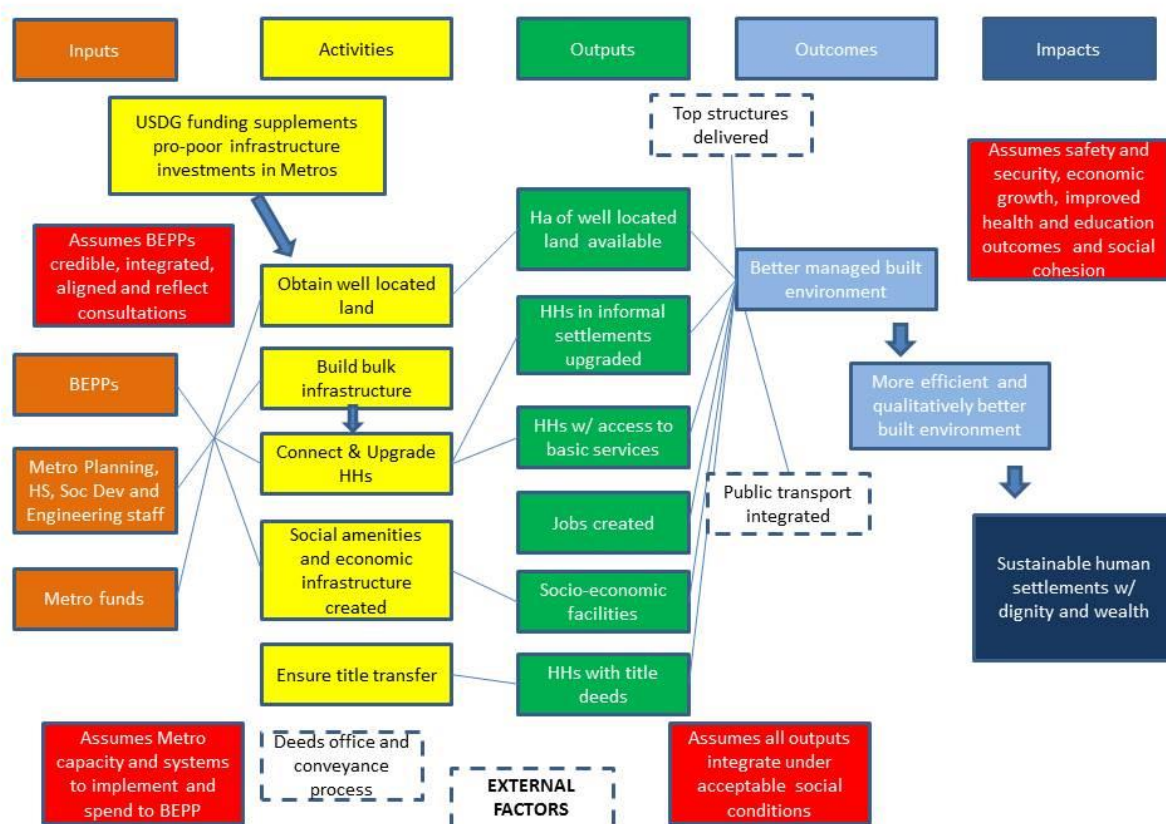 Inputs
Activities
Outputs
Outcomes
Impacts
USDG funding supplements
pro-poor infrastructure
investments in Metros
Top structures
delivered
Assumes safety and
security, economic
growth, improved
health and education
outcomes and social
cohesion
Assumes BEPPs
credible, integrated,
aligned and reflect
consultations
Obtain well located
land
Ha of well located
land available
Better managed built
environment
BEPPs
Build bulk
infrastructure
HHs in informal
settlements
upgraded
More efficient and
qualitatively better
built environment
Metro Planning,
HS, Soc Dev and
Engineering staff
Connect & Upgrade
HHs
HHs w/ access to
basic services
Public transport
integrated
Metro funds
Social amenities
and economic
infrastructure
created
Jobs created
Socio-economic
facilities
Sustainable human
settlements w/
dignity and wealth
Ensure title transfer
HHs with title
deeds
Assumes Metro
capacity and systems
to implement and
spend to BEPP
Deeds office and
conveyance
process
EXTERNAL
FACTORS
Assumes all outputs
integrate under
acceptable social
conditions